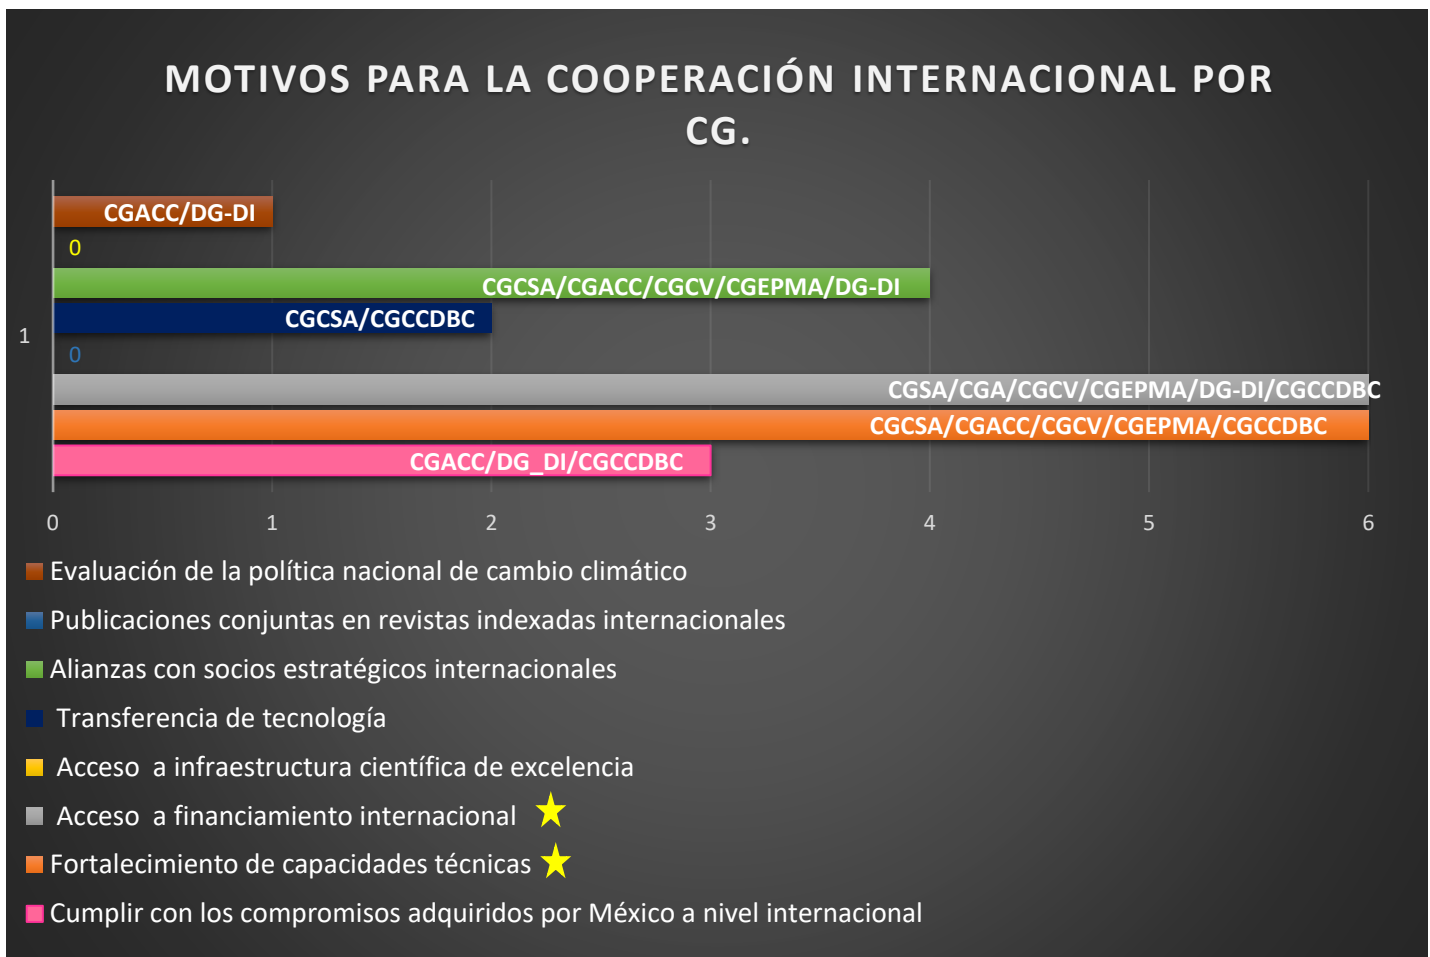 MOTIVOS PARA LA COOPERACIÓN INTERNACIONAL POR
CG.
CGACC/DG-DI
0
CGCSA/CGACC/CGCV/CGEPMA/DG-DI
CGCSA/CGCCDBC
1
0
CGSA/CGA/CGCV/CGEPMA/DG-DI/CGCCDBC
CGCSA/CGACC/CGCV/CGEPMA/CGCCDBC
CGACC/DG_DI/CGCCDBC
0 1 2 3 4 5 6
Evaluación de la política nacional de cambio climático
Publicaciones conjuntas en revistas indexadas internacionales
Alianzas con socios estratégicos internacionales
Transferencia de tecnología
Acceso a infraestructura científica de excelencia
Acceso a financiamiento internacional
Fortalecimiento de capacidades técnicas
Cumplir con los compromisos adquiridos por México a nivel internacional